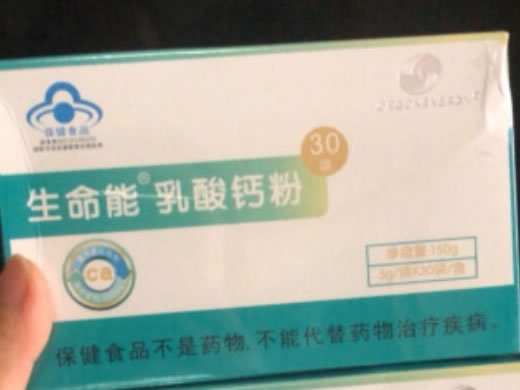 保健食品
30
袋
生命能® 乳酸钙粉
ca
净含量:150g
5g/袋X30袋/盒
保健食品不是药物,不能代替药物治疗疾病。